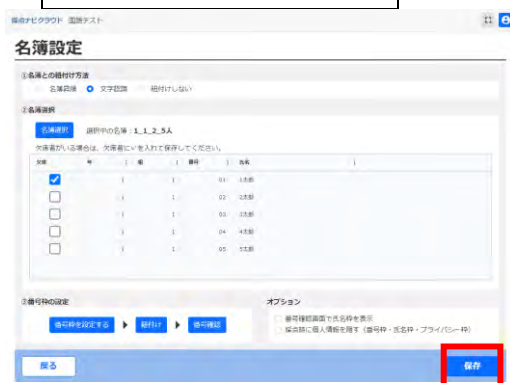 採点ナビクラウド 国語テスト
名簿設定
①名簿との紐付け方法
名簿段順 文字認識 紐付けしない
②名簿選択
名簿選択 選択中の名簿：1_1_2_5人
欠席者がいる場合は、欠席者に✓を入れて保存してください。
欠席 年 組 番号 氏名
1 1 01 1太郎
1 1 02 2太郎
1 1 03 3太郎
1 1 04 4太郎
1 1 05 5太郎
③番号枠の設定 オプション
番号枠を設定する 紐付け 番号確認
番号確認画面で氏名枠を表示
採点時に個人情報を隠す（番号枠・氏名枠・プライバシー枠）
戻る 保存